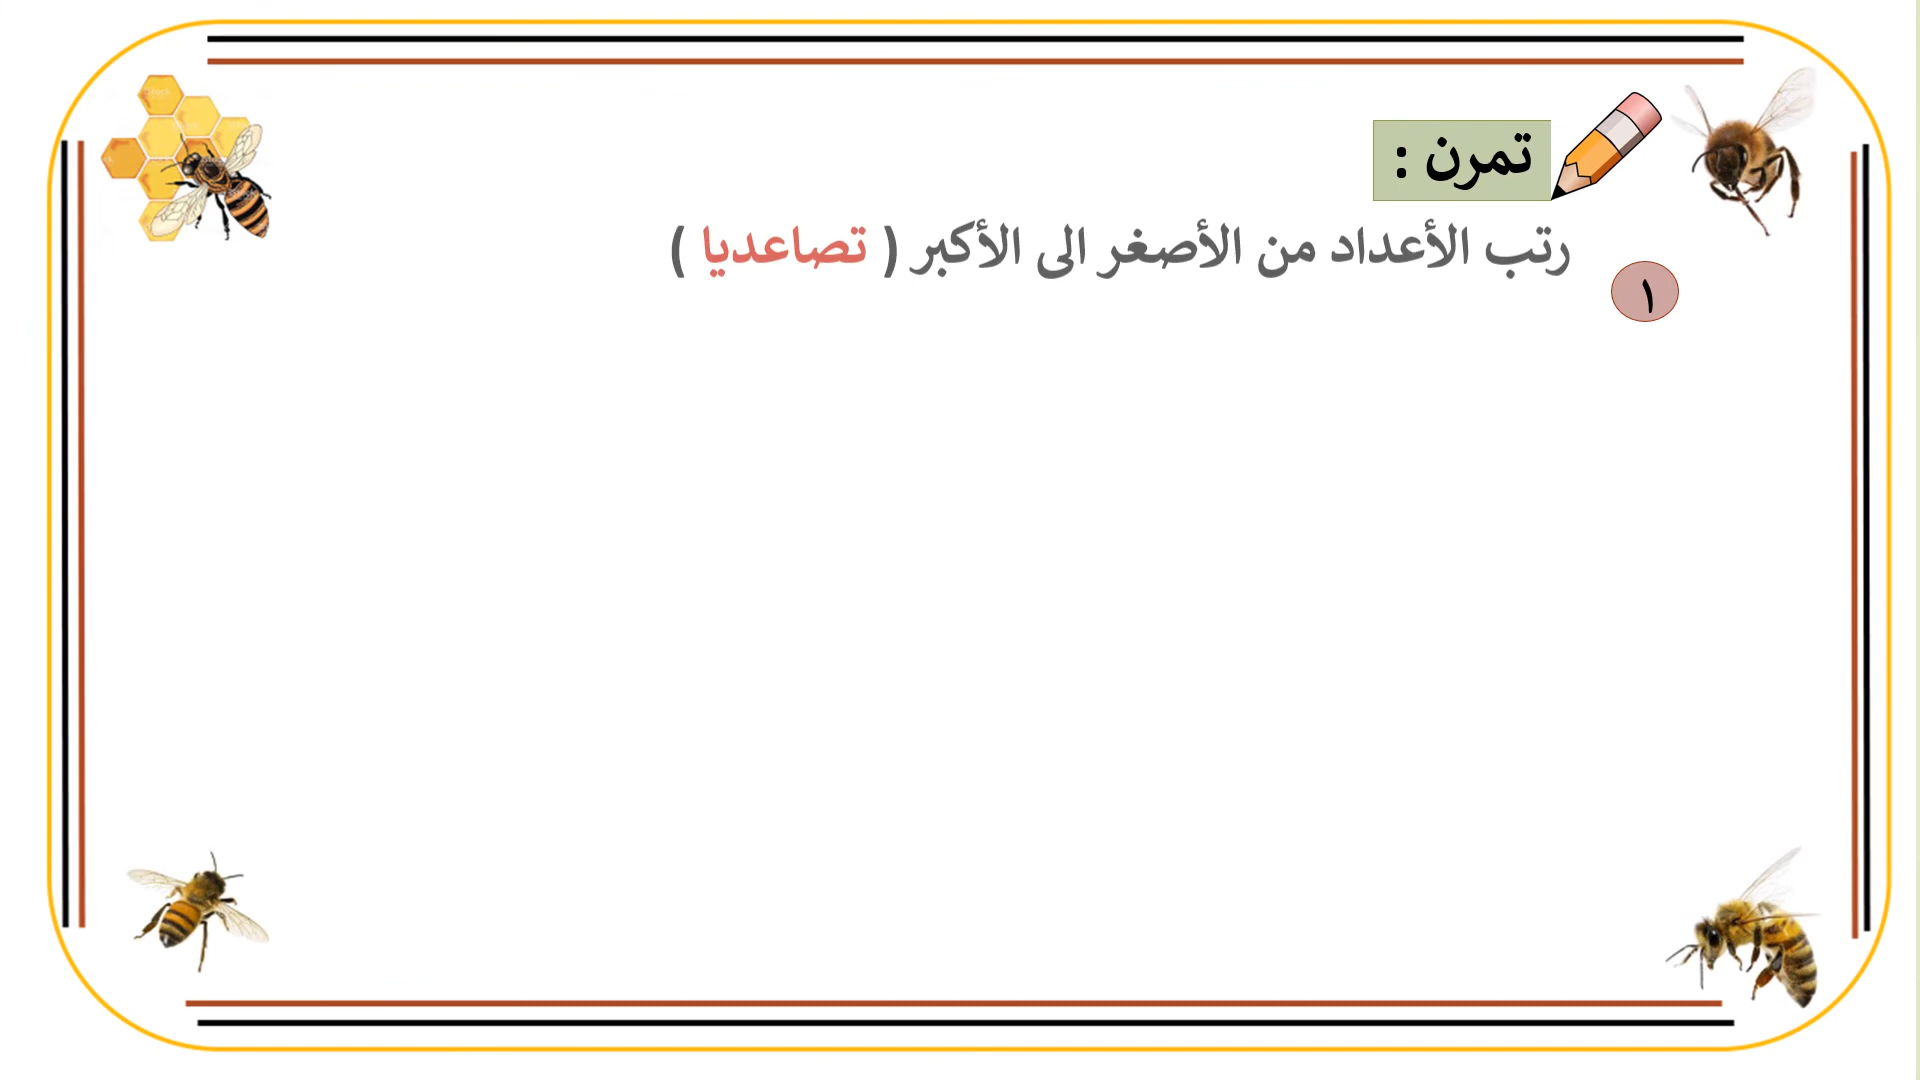 تمرن :
رتب الأعداد من الأصغر الى الأكبر ( تصاعديا )
١